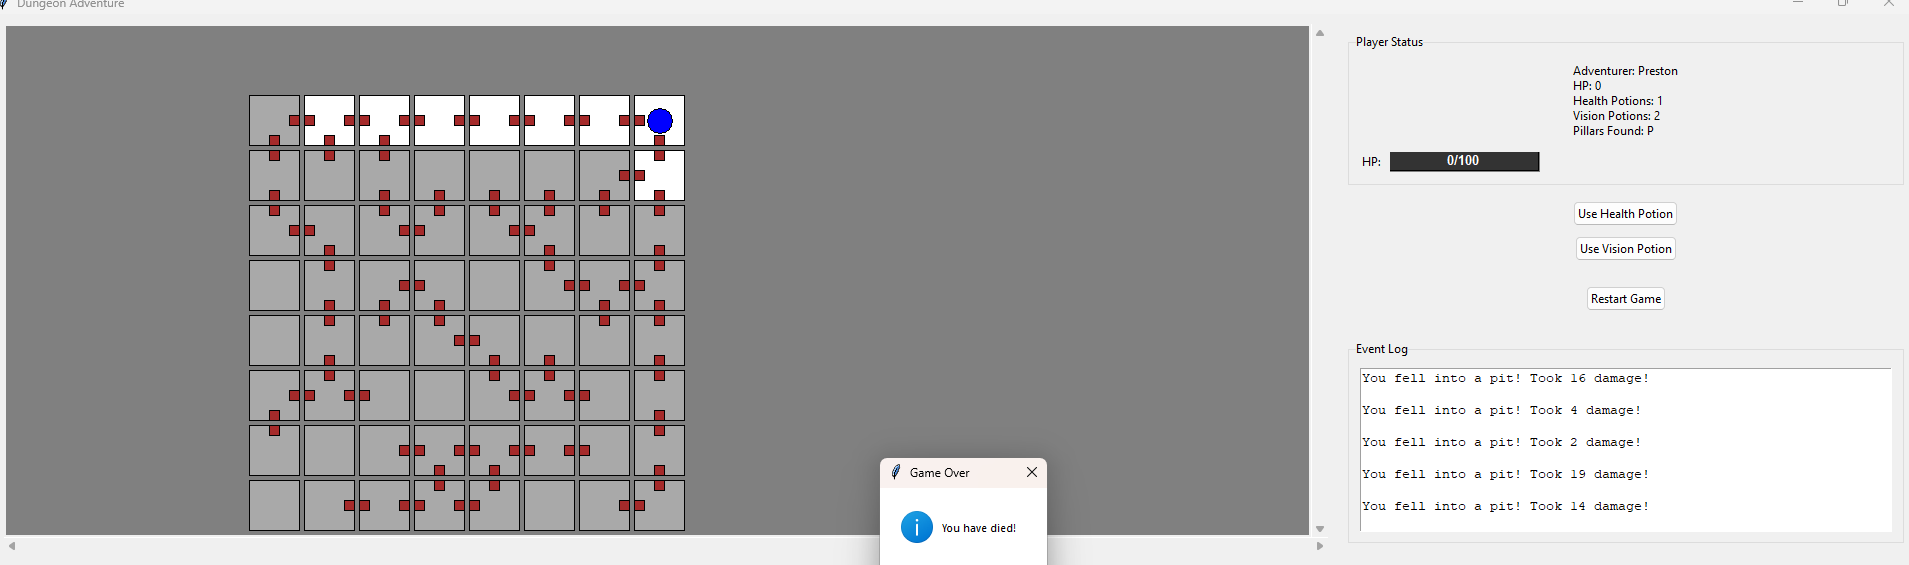 Dungeon Adventure
Player Status
Adventurer: Preston
HP: 0
Health Potions: 1
Vision Potions: 2
Pillars Found: P
HP: 0/100
Use Health Potion
Use Vision Potion
Restart Game
Event Log
You fell into a pit! Took 16 damage!
You fell into a pit! Took 4 damage!
You fell into a pit! Took 2 damage!
You fell into a pit! Took 19 damage!
You fell into a pit! Took 14 damage!
Game Over
You have died!